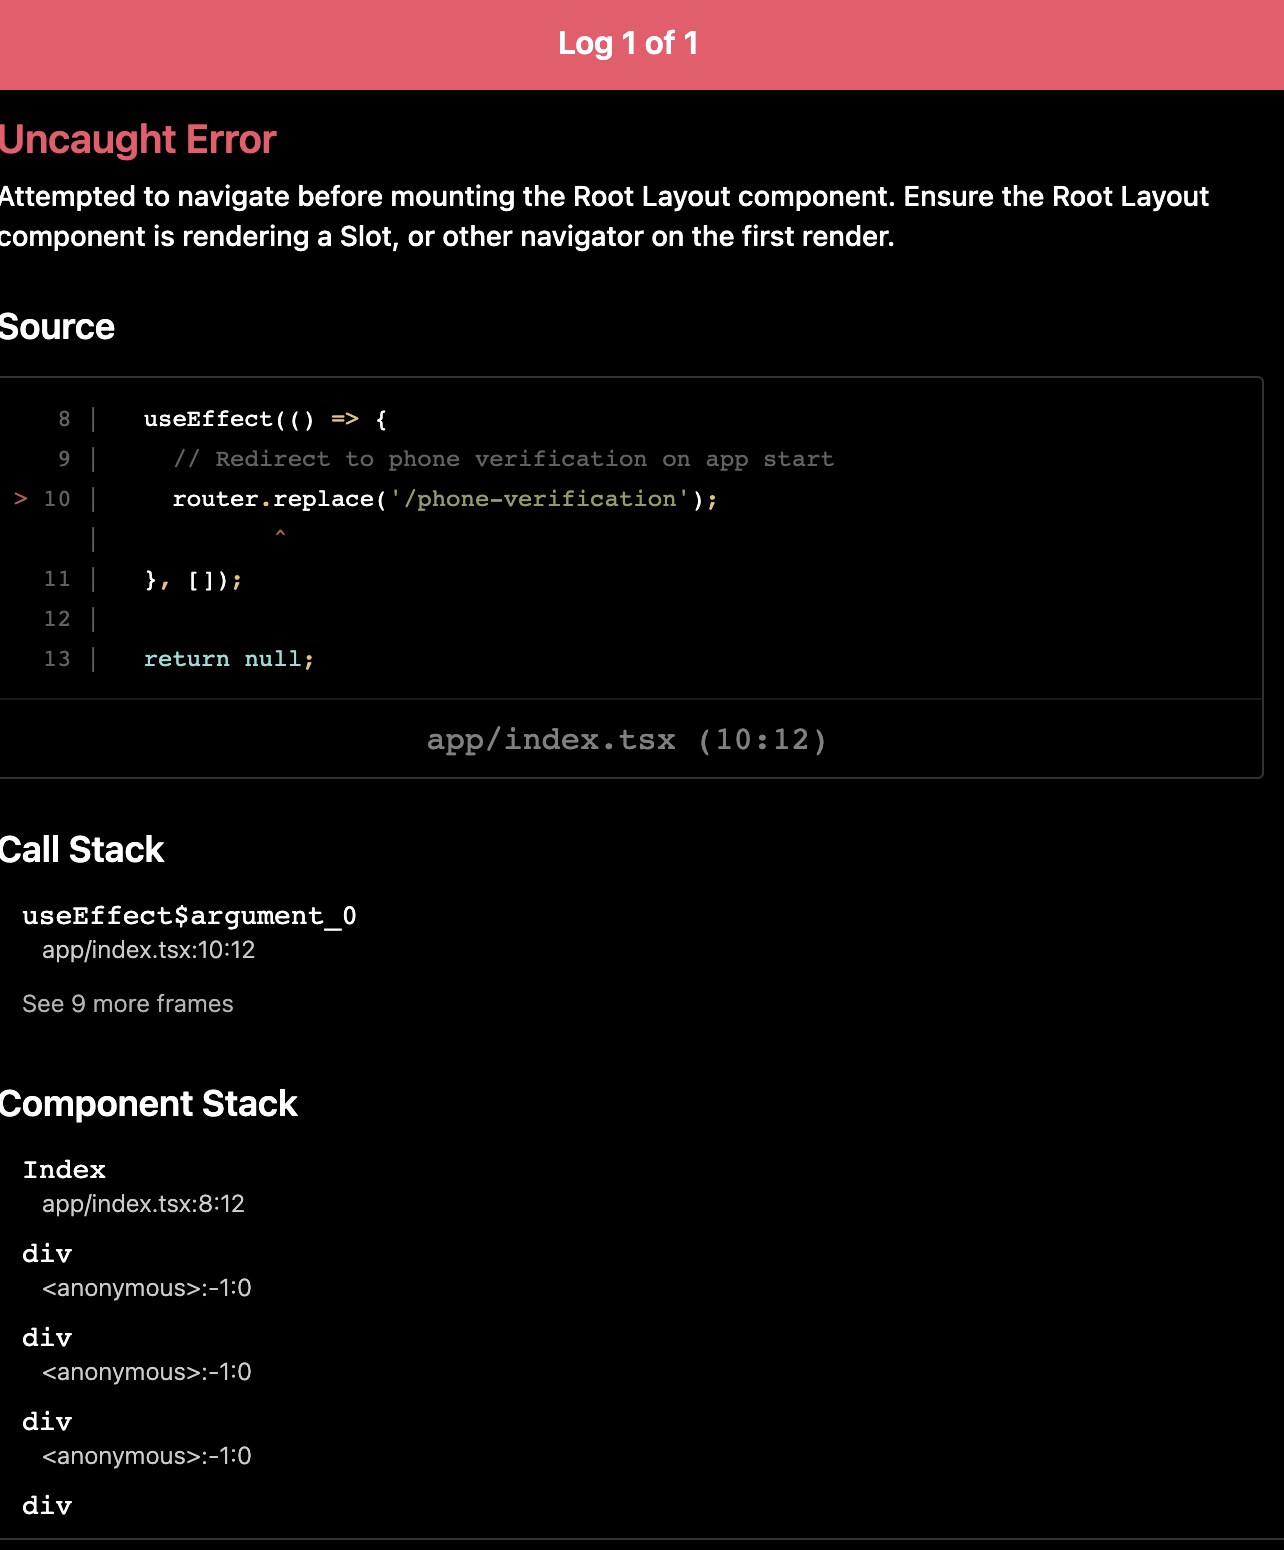 Log 1 of 1
Uncaught Error
Attempted to navigate before mounting the Root Layout component. Ensure the Root Layout
component is rendering a Slot, or other navigator on the first render.
Source
8 | useEffect(() => {
9 | // Redirect to phone verification on app start
> 10 | router.replace('/phone-verification');
| ^
11 | }, []);
12 |
13 | return null;
app/index.tsx (10:12)
Call Stack
useEffect$argument_0
app/index.tsx:10:12
See 9 more frames
Component Stack
Index
app/index.tsx:8:12
div
<anonymous>:-1:0
div
<anonymous>:-1:0
div
<anonymous>:-1:0
div